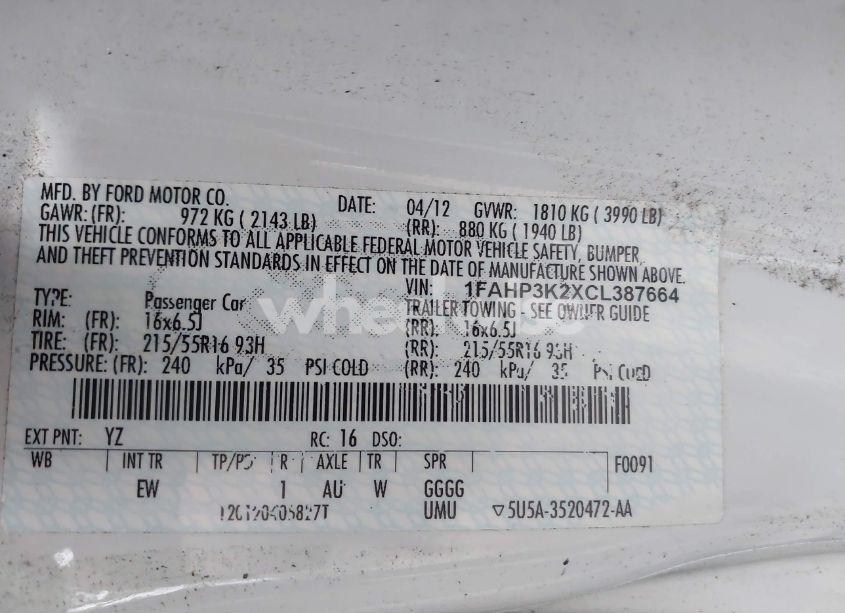 MFD. BY FORD MOTOR CO. DATE: 04/12 GVWR: 1810 KG ( 3990 LB)
GAWR: (FR): 972 KG ( 2143 LB) (RR): 880 KG ( 1940 LB)
THIS VEHICLE CONFORMS TO ALL APPLICABLE FEDERAL MOTOR VEHICLE SAFETY, BUMPER,
AND THEFT PREVENTION STANDARDS IN EFFECT ON THE DATE OF MANUFACTURE SHOWN ABOVE.
VIN: 1FAHP3K2XCL387664
TYPE: Passenger Car TRAILER TOWING - SEE OWNER GUIDE
RIM: (FR): 16x6.5J (RR): 16x6.5J
TIRE: (FR): 215/55R16 93H (RR): 215/55R16 93H
PRESSURE: (FR): 240 kPa/ 35 PSI COLD (RR): 240 kPa/ 35 PSI COLD
EXT PNT: YZ RC: 16 DSO:
WB INT TR TP/PS R AXLE TR SPR F0091
EW 1 AU W GGGG
UMU ▽5U5A-3520472-AA